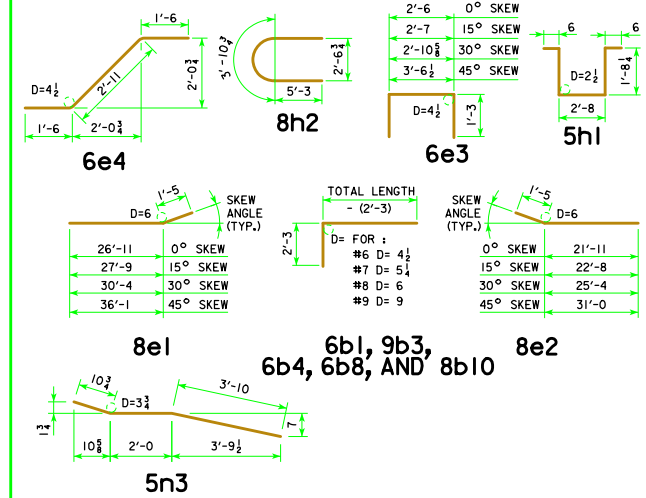 1'-6
D=4½
2'-11
2'-0¾
1'-6
2'-0¾
6e4
3'-10¾
2'-6¾
5'-3
8h2
2'-6 0° SKEW
2'-7 15° SKEW
2'-10⅝ 30° SKEW
3'-6½ 45° SKEW
D=4½
1'-3
6e3
6
6
D=2½
1'-8¼
2'-8
5h1
1'-5
D=6
SKEW
ANGLE
(TYP.)
26'-11 0° SKEW
27'-9 15° SKEW
30'-4 30° SKEW
36'-1 45° SKEW
8e1
TOTAL LENGTH
- (2'-3)
2'-3
D= FOR :
#6 D= 4½
#7 D= 5¼
#8 D= 6
#9 D= 9
6b1, 9b3,
6b4, 6b8, AND 8b10
1'-5
SKEW
ANGLE
(TYP.)
D=6
0° SKEW 21'-11
15° SKEW 22'-8
30° SKEW 25'-4
45° SKEW 31'-0
8e2
10¾
D=3¾
3'-10
1¾
7
10⅝
2'-0
3'-9½
5n3